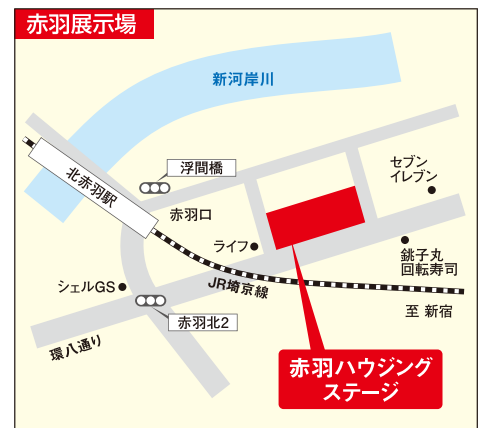 赤羽展示場
新河岸川
北赤羽駅
浮間橋
赤羽口
セブン
イレブン
ライフ
銚子丸
回転寿司
シェルGS
JR埼京線
至 新宿
赤羽北2
環八通り
赤羽ハウジング
ステージ